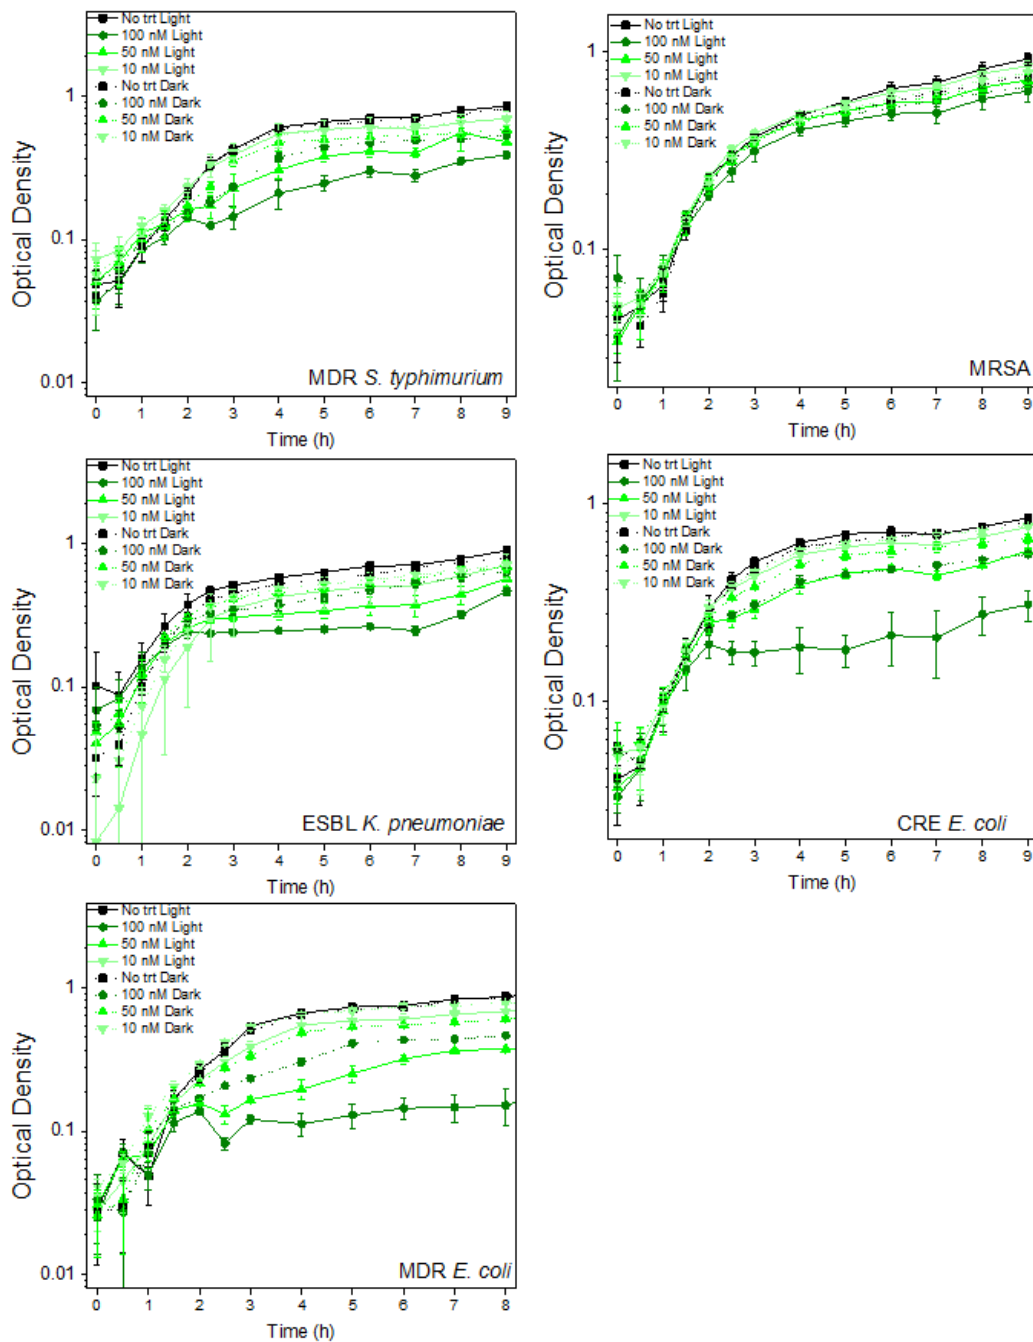 No trt Light
100 nM Light
50 nM Light
10 nM Light
No trt Dark
100 nM Dark
50 nM Dark
10 nM Dark
1
0.1
0.01
Optical Density
MDR S. typhimurium
0 1 2 3 4 5 6 7 8 9
Time (h)
No trt Light
100 nM Light
50 nM Light
10 nM Light
No trt Dark
100 nM Dark
50 nM Dark
10 nM Dark
1
0.1
Optical Density
MRSA
0 1 2 3 4 5 6 7 8 9
Time (h)
No trt Light
100 nM Light
50 nM Light
10 nM Light
No trt Dark
100 nM Dark
50 nM Dark
10 nM Dark
1
0.1
0.01
Optical Density
ESBL K. pneumoniae
0 1 2 3 4 5 6 7 8 9
Time (h)
No trt Light
100 nM Light
50 nM Light
10 nM Light
No trt Dark
100 nM Dark
50 nM Dark
10 nM Dark
1
0.1
Optical Density
CRE E. coli
0 1 2 3 4 5 6 7 8 9
Time (h)
No trt Light
100 nM Light
50 nM Light
10 nM Light
No trt Dark
100 nM Dark
50 nM Dark
10 nM Dark
1
0.1
0.01
Optical Density
MDR E. coli
0 1 2 3 4 5 6 7 8
Time (h)